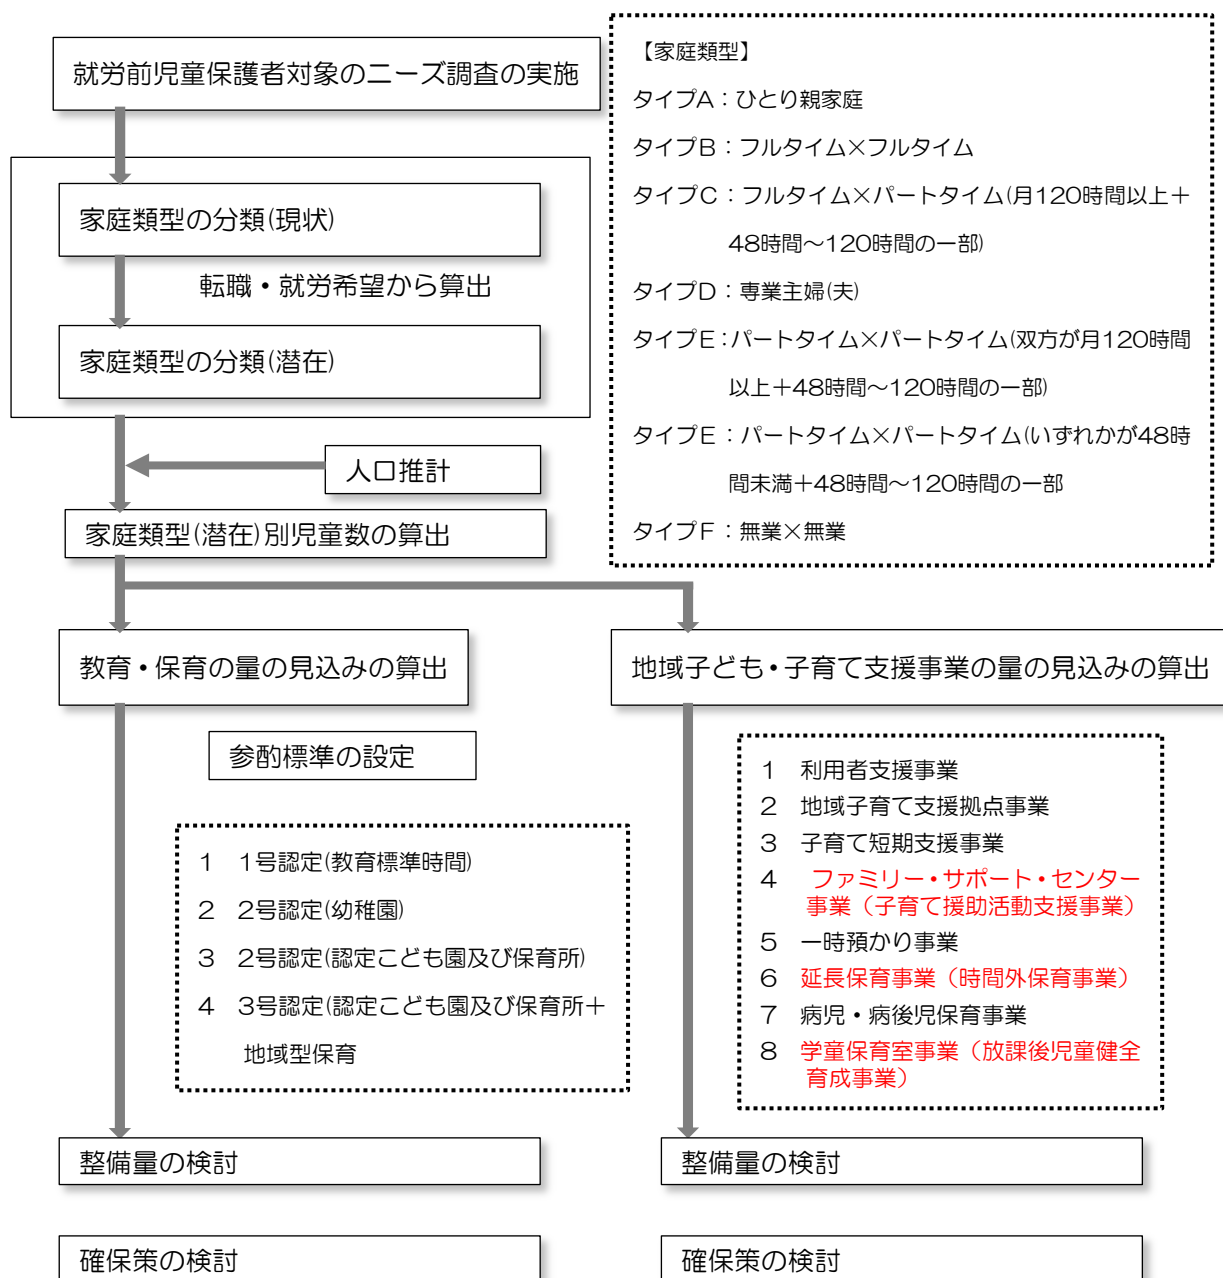 就労前児童保護者対象のニーズ調査の実施
家庭類型の分類(現状)
転職・就労希望から算出
家庭類型の分類(潜在)
人口推計
家庭類型(潜在)別児童数の算出
【家庭類型】
タイプA：ひとり親家庭
タイプB：フルタイム×フルタイム
タイプC：フルタイム×パートタイム(月120時間以上＋
48時間～120時間の一部)
タイプD：専業主婦(夫)
タイプE：パートタイム×パートタイム(双方が月120時間
以上＋48時間～120時間の一部)
タイプE：パートタイム×パートタイム(いずれかが48時
間未満＋48時間～120時間の一部
タイプF：無業×無業
教育・保育の量の見込みの算出
参酌標準の設定
1　1号認定(教育標準時間)
2　2号認定(幼稚園)
3　2号認定(認定こども園及び保育所)
4　3号認定(認定こども園及び保育所＋
地域型保育
整備量の検討
確保策の検討
地域子ども・子育て支援事業の量の見込みの算出
1　利用者支援事業
2　地域子育て支援拠点事業
3　子育て短期支援事業
4　ファミリー・サポート・センター
事業（子育て援助活動支援事業）
5　一時預かり事業
6　延長保育事業（時間外保育事業）
7　病児・病後児保育事業
8　学童保育室事業（放課後児童健全
育成事業）
整備量の検討
確保策の検討